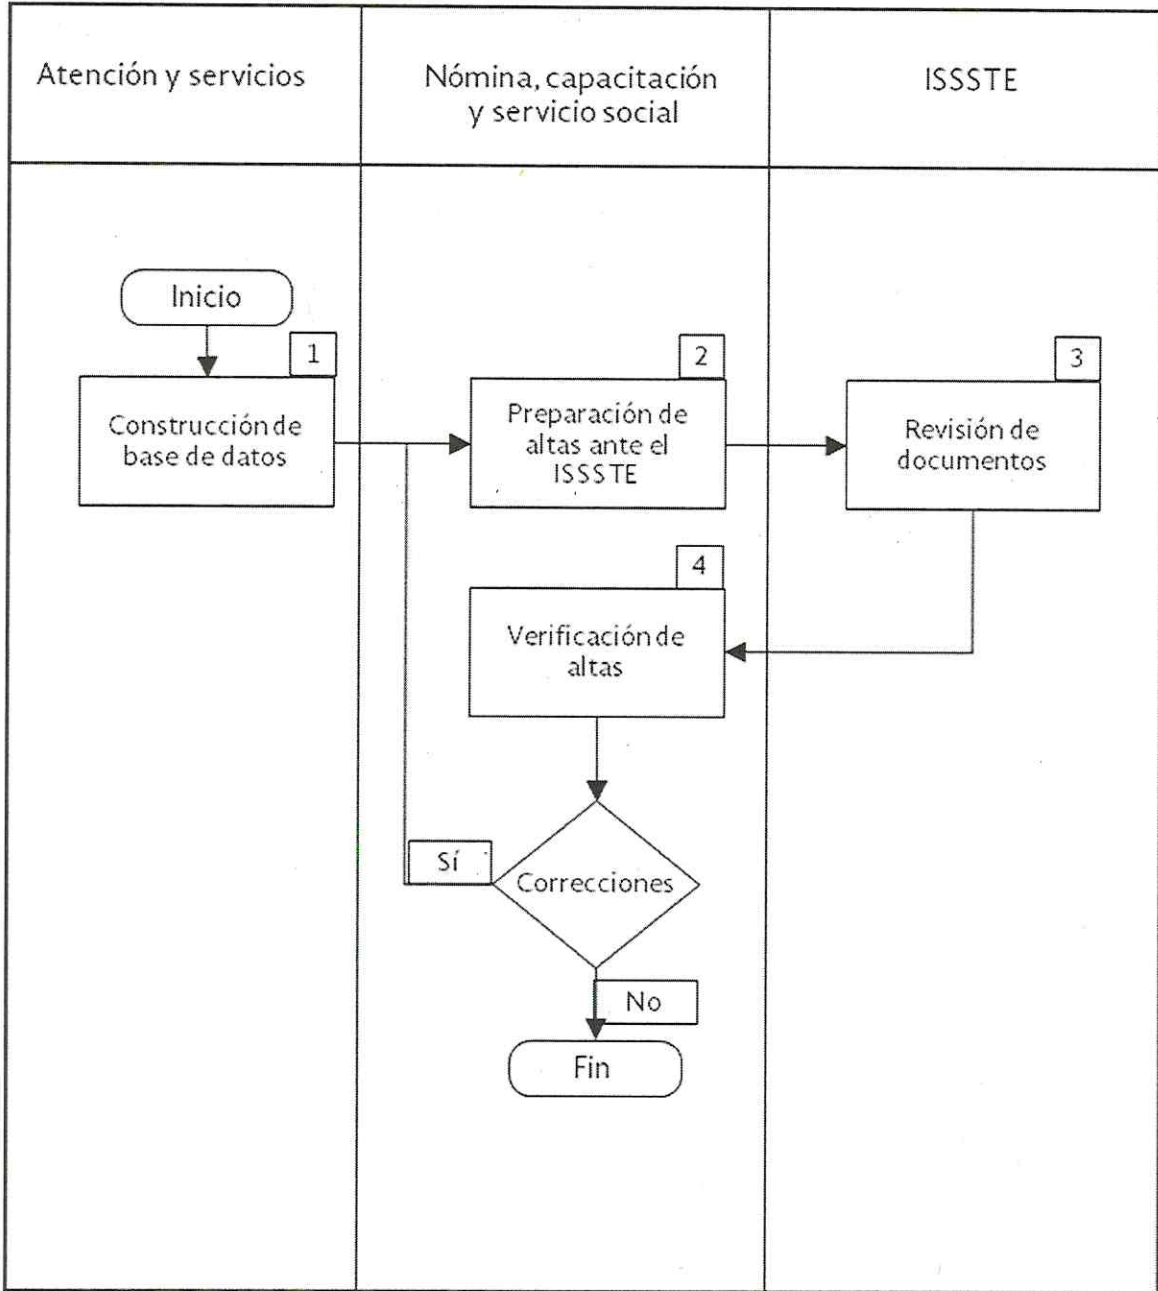 Atención y servicios
Nómina, capacitación
y servicio social
ISSSTE
Inicio
1
Construcción de
base de datos
2
Preparación de
altas ante el
ISSSTE
3
Revisión de
documentos
4
Verificación de
altas
Correcciones
Sí
No
Fin